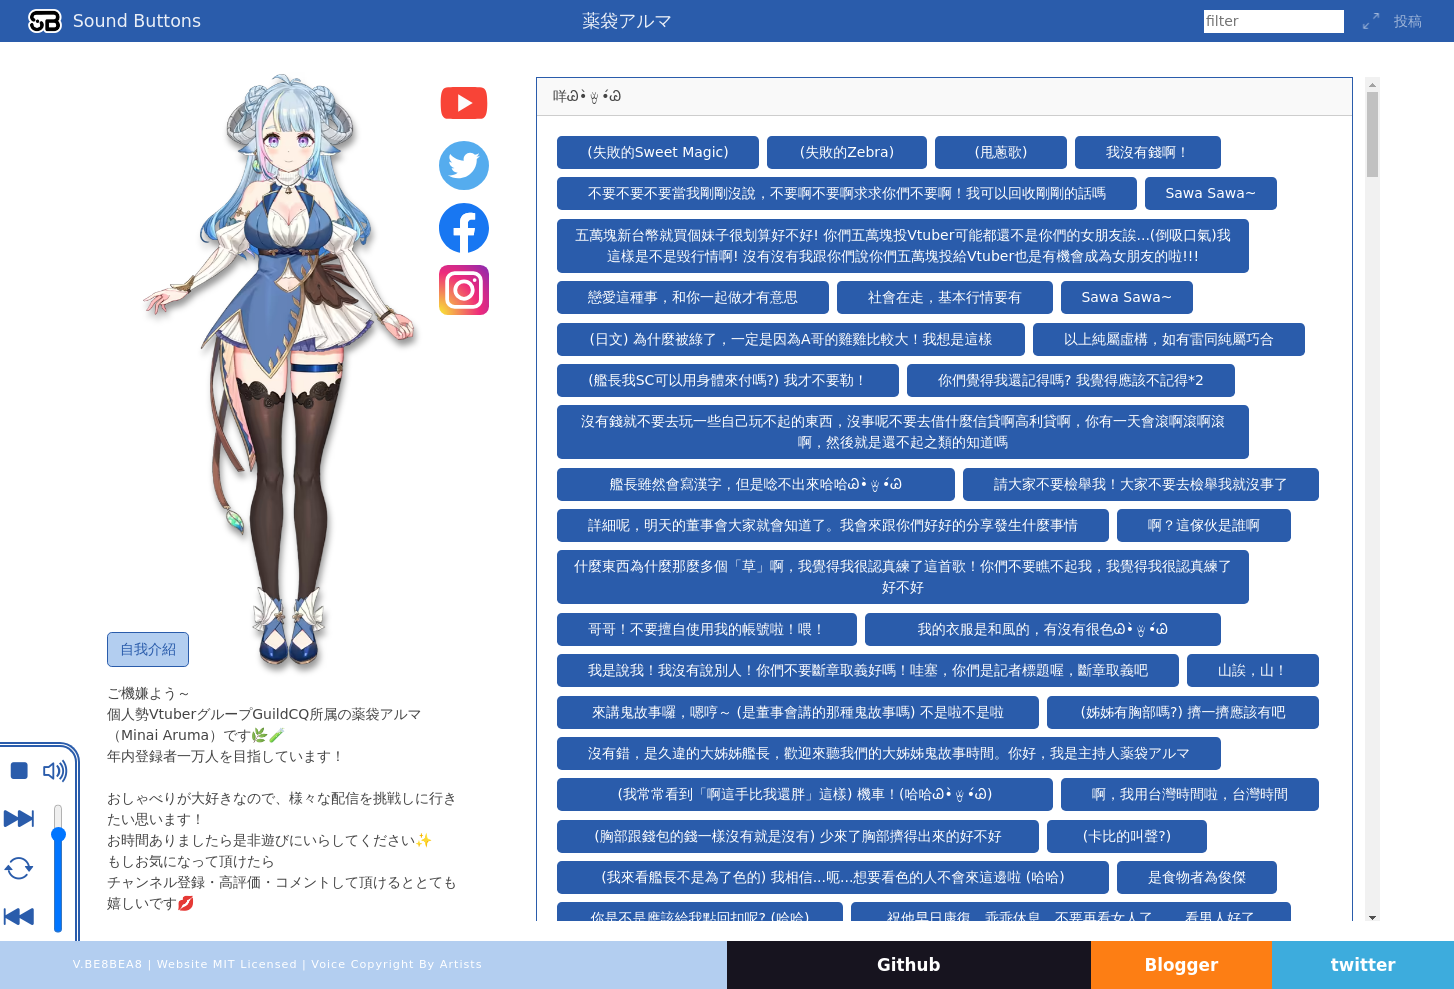 SB Sound Buttons
薬袋アルマ
filter
投稿
自我介紹
ご機嫌よう～
個人勢VtuberグループGuildCQ所属の薬袋アルマ
（Minai Aruma）です🌿🧪
年内登録者一万人を目指しています！
おしゃべりが大好きなので、様々な配信を挑戦しに行き
たい思います！
お時間ありましたら是非遊びにいらしてください✨
もしお気になって頂けたら
チャンネル登録・高評価・コメントして頂けるととても
嬉しいです💋
咩ᔦ•̀ ꇴ •́ᔨ
(失敗的Sweet Magic)
(失敗的Zebra)
(甩蔥歌)
我沒有錢啊！
不要不要不要當我剛剛沒說，不要啊不要啊求求你們不要啊！我可以回收剛剛的話嗎
Sawa Sawa~
五萬塊新台幣就買個妹子很划算好不好! 你們五萬塊投Vtuber可能都還不是你們的女朋友誒...(倒吸口氣)我
這樣是不是毀行情啊! 沒有沒有我跟你們說你們五萬塊投給Vtuber也是有機會成為女朋友的啦!!!
戀愛這種事，和你一起做才有意思
社會在走，基本行情要有
Sawa Sawa~
(日文) 為什麼被綠了，一定是因為A哥的雞雞比較大！我想是這樣
以上純屬虛構，如有雷同純屬巧合
(艦長我SC可以用身體來付嗎?) 我才不要勒！
你們覺得我還記得嗎? 我覺得應該不記得*2
沒有錢就不要去玩一些自己玩不起的東西，沒事呢不要去借什麼信貸啊高利貸啊，你有一天會滾啊滾啊滾
啊，然後就是還不起之類的知道嗎
艦長雖然會寫漢字，但是唸不出來哈哈
請大家不要檢舉我！大家不要去檢舉我就沒事了
詳細呢，明天的董事會大家就會知道了。我會來跟你們好好的分享發生什麼事情
啊？這傢伙是誰啊
什麼東西為什麼那麼多個「草」啊，我覺得我很認真練了這首歌！你們不要瞧不起我，我覺得我很認真練了
好不好
哥哥！不要擅自使用我的帳號啦！喂！
我的衣服是和風的，有沒有很色
我是說我！我沒有說別人！你們不要斷章取義好嗎！哇塞，你們是記者標題喔，斷章取義吧
山誒，山！
來講鬼故事囉，嗯哼～ (是董事會講的那種鬼故事嗎) 不是啦不是啦
(姊姊有胸部嗎?) 擠一擠應該有吧
沒有錯，是久違的大姊姊艦長，歡迎來聽我們的大姊姊鬼故事時間。你好，我是主持人薬袋アルマ
(我常常看到「啊這手比我還胖」這樣) 機車！(哈哈)
啊，我用台灣時間啦，台灣時間
(胸部跟錢包的錢一樣沒有就是沒有) 少來了胸部擠得出來的好不好
(卡比的叫聲?)
(我來看艦長不是為了色的) 我相信...呃...想要看色的人不會來這邊啦 (哈哈)
是食物者為俊傑
你是不是應該給我點回扣呢? (哈哈)
祝他早日康復，乖乖休息，不要再看女人了......看男人好了
V.BE8BEA8 | Website MIT Licensed | Voice Copyright By Artists
Github
Blogger
twitter